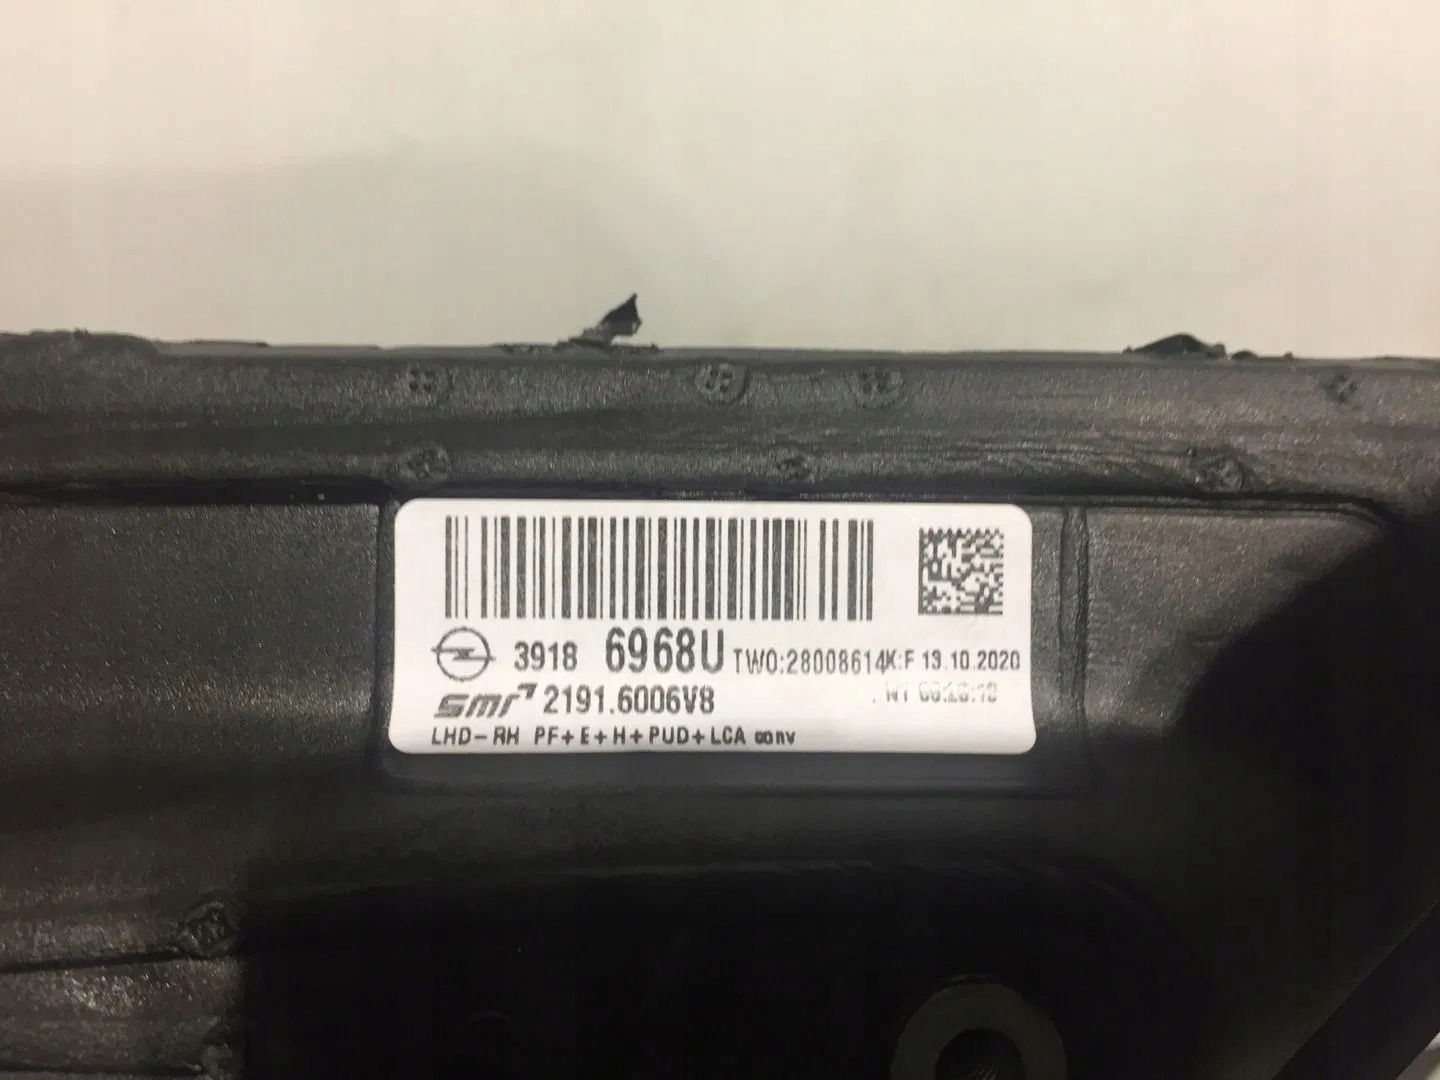 3918 6968U TWO:28008614K:F 13.10.2020
smr 2191.6006V8
LHD-RH PF+E+H+PUD+LCA conv